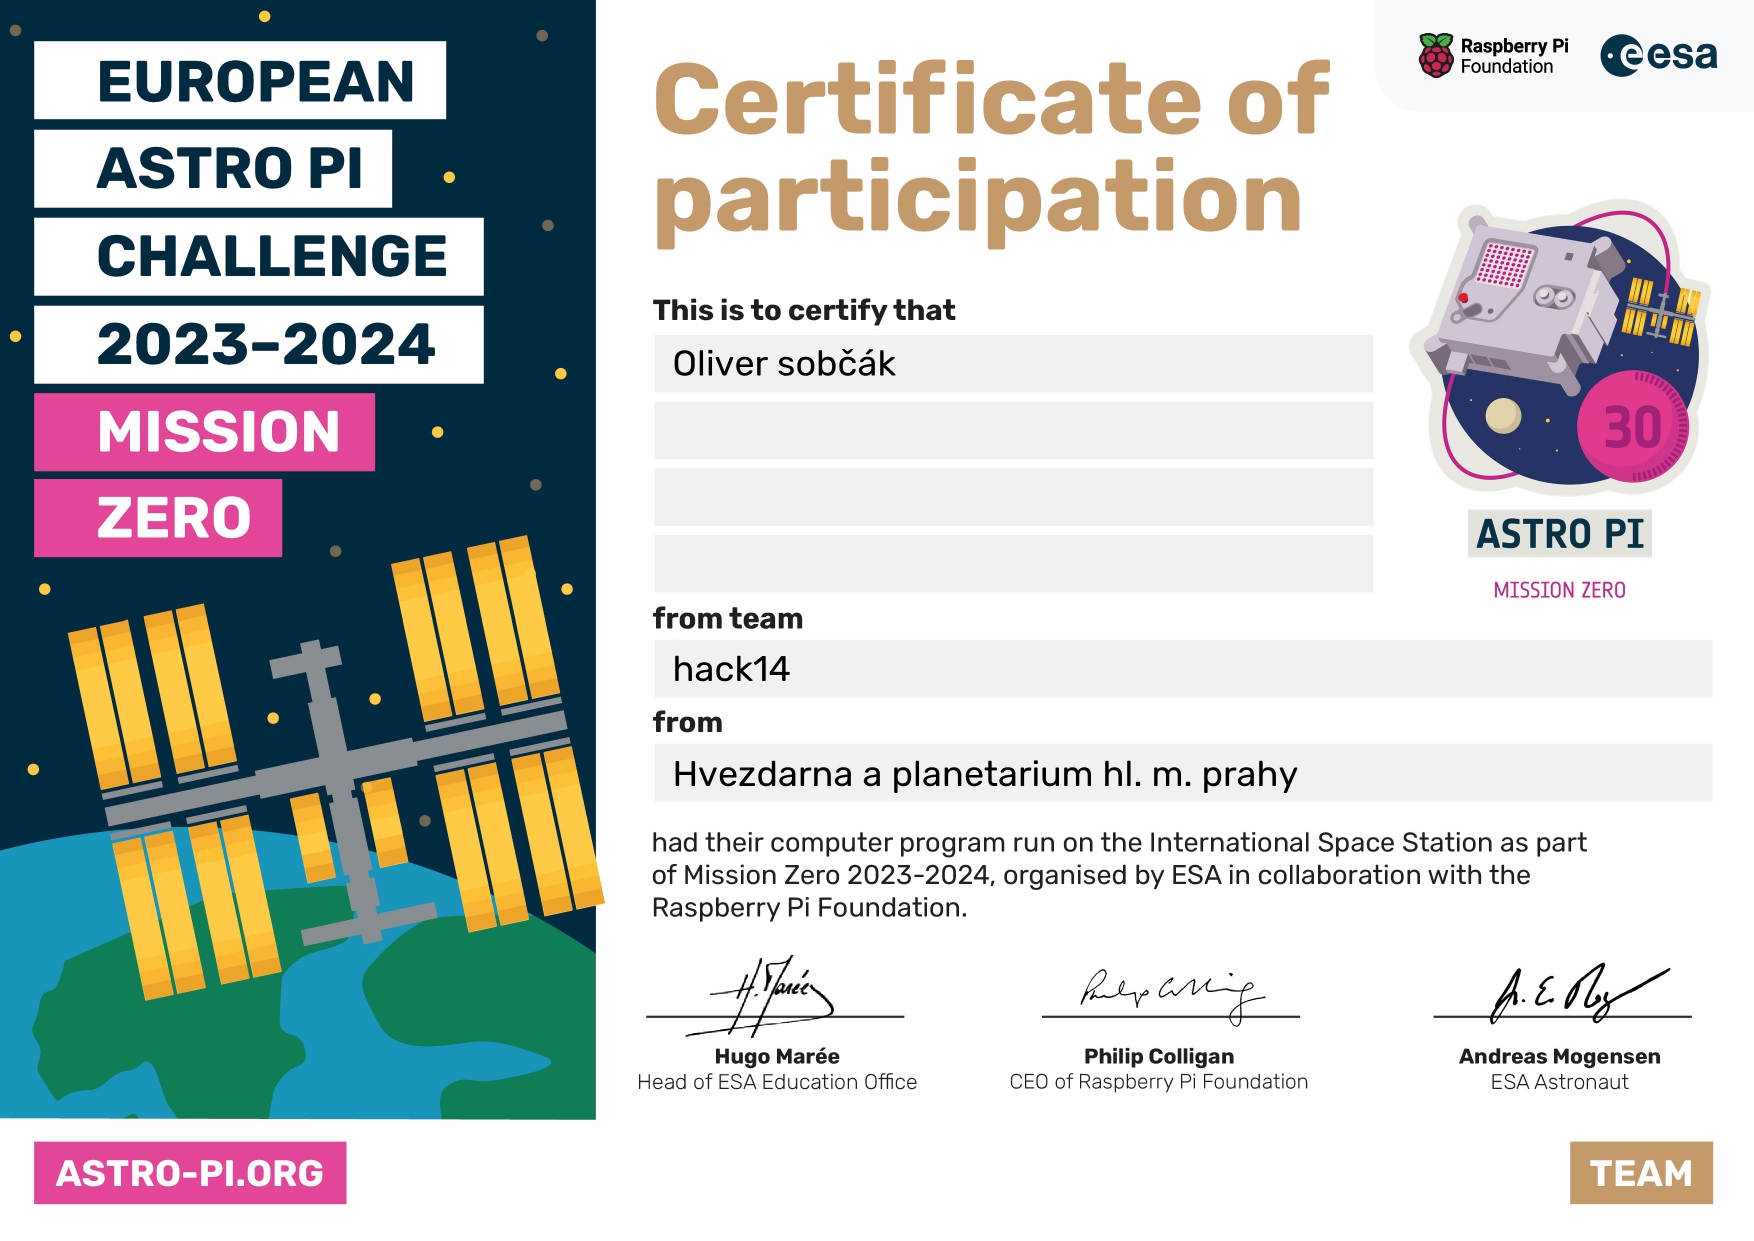 EUROPEAN
ASTRO PI
CHALLENGE
2023–2024
MISSION
ZERO
ASTRO-PI.ORG
Raspberry Pi
Foundation
esa
Certificate of
participation
This is to certify that
Oliver sobčák
from team
hack14
from
Hvezdarna a planetarium hl. m. prahy
30
ASTRO PI
MISSION ZERO
had their computer program run on the International Space Station as part
of Mission Zero 2023-2024, organised by ESA in collaboration with the
Raspberry Pi Foundation.
H. Marée
Philip Colligan
Hugo Marée
Head of ESA Education Office
Philip Colligan
CEO of Raspberry Pi Foundation
Andreas Mogensen
ESA Astronaut
TEAM